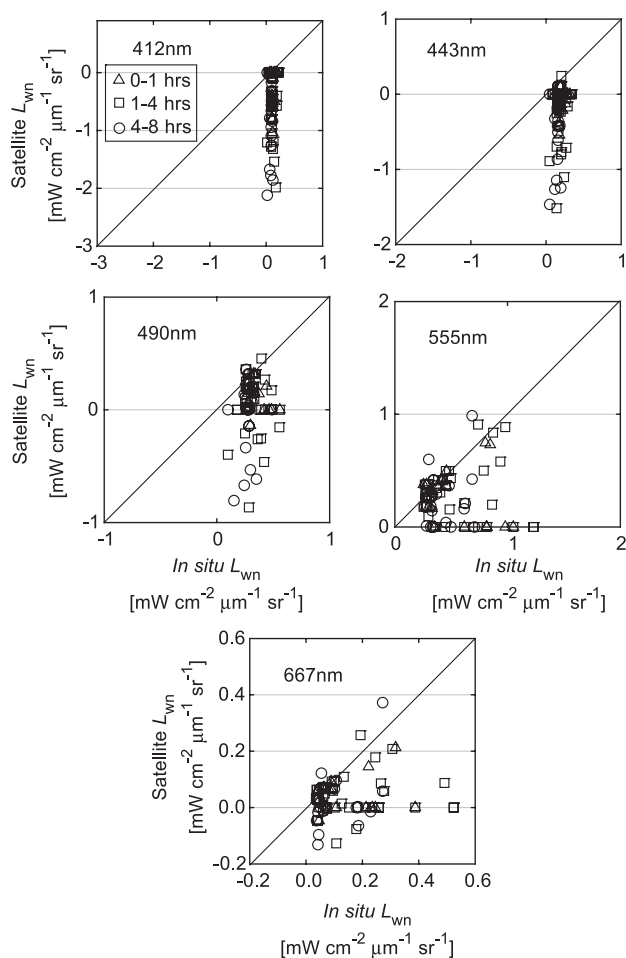 412nm
△ 0-1 hrs
□ 1-4 hrs
○ 4-8 hrs
Satellite Lwn
[mW cm⁻² μm⁻¹ sr⁻¹]
0
-1
-2
-3
-3 -2 -1 0 1
443nm
1
0
-1
-2
-2 -1 0 1
490nm
Satellite Lwn
[mW cm⁻² μm⁻¹ sr⁻¹]
1
0
-1
-1 0 1
In situ Lwn
[mW cm⁻² μm⁻¹ sr⁻¹]
555nm
2
1
0
0 1 2
In situ Lwn
[mW cm⁻² μm⁻¹ sr⁻¹]
667nm
Satellite Lwn
[mW cm⁻² μm⁻¹ sr⁻¹]
0.6
0.4
0.2
0.0
-0.2
-0.2 0.0 0.2 0.4 0.6
In situ Lwn
[mW cm⁻² μm⁻¹ sr⁻¹]